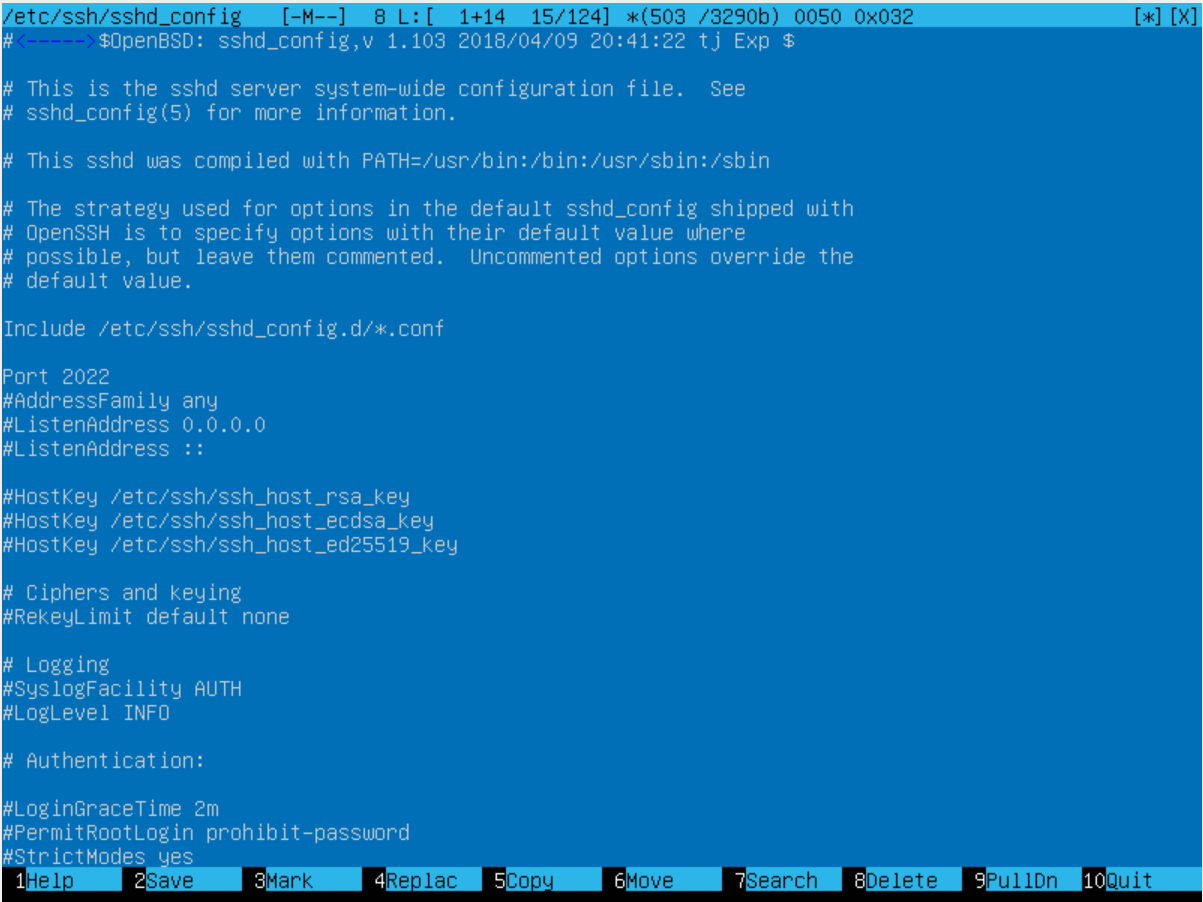 /etc/ssh/sshd_config [-M--] 8 L:[ 1+14 15/124] *(503 /3290b) 0050 0x032 [*][X]
#<----->$OpenBSD: sshd_config,v 1.103 2018/04/09 20:41:22 tj Exp $
# This is the sshd server system-wide configuration file.  See
# sshd_config(5) for more information.
# This sshd was compiled with PATH=/usr/bin:/bin:/usr/sbin:/sbin
# The strategy used for options in the default sshd_config shipped with
# OpenSSH is to specify options with their default value where
# possible, but leave them commented.  Uncommented options override the
# default value.
Include /etc/ssh/sshd_config.d/*.conf
Port 2022
#AddressFamily any
#ListenAddress 0.0.0.0
#ListenAddress ::
#HostKey /etc/ssh/ssh_host_rsa_key
#HostKey /etc/ssh/ssh_host_ecdsa_key
#HostKey /etc/ssh/ssh_host_ed25519_key
# Ciphers and keying
#RekeyLimit default none
# Logging
#SyslogFacility AUTH
#LogLevel INFO
# Authentication:
#LoginGraceTime 2m
#PermitRootLogin prohibit-password
#StrictModes yes
1Help 2Save 3Mark 4Replac 5Copy 6Move 7Search 8Delete 9PullDn 10Quit